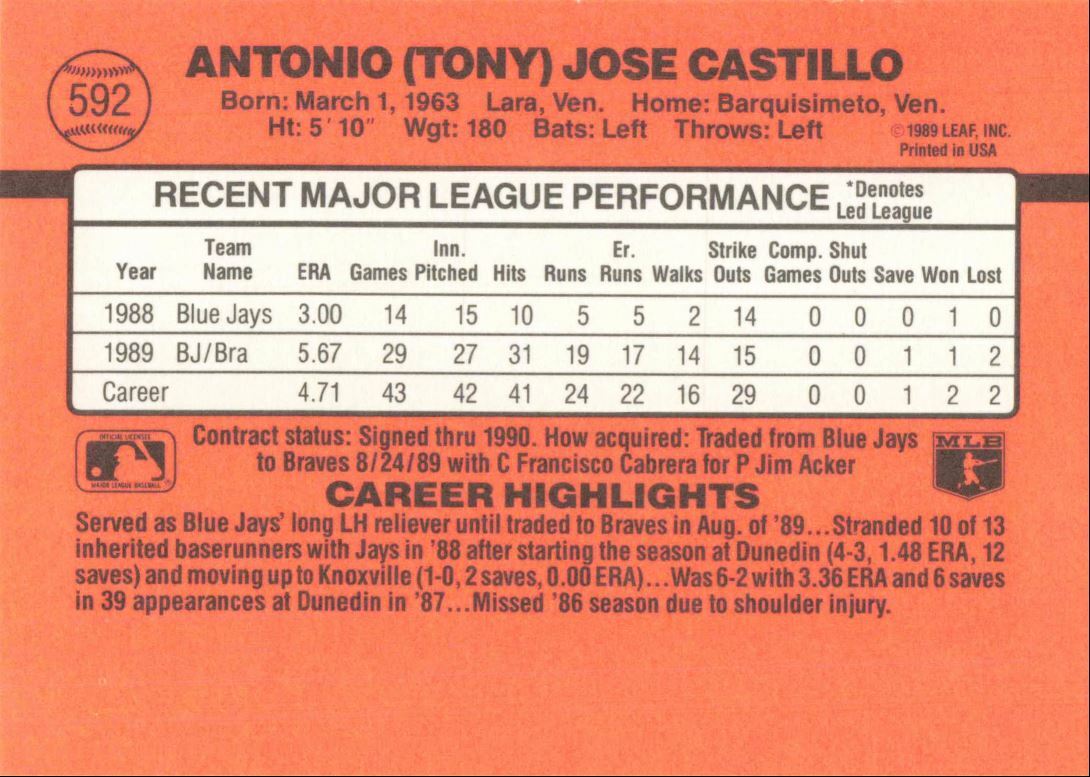 592
ANTONIO (TONY) JOSE CASTILLO
Born: March 1, 1963 Lara, Ven. Home: Barquisimeto, Ven.
Ht: 5' 10" Wgt: 180 Bats: Left Throws: Left
© 1989 LEAF, INC.
Printed in USA
RECENT MAJOR LEAGUE PERFORMANCE *Denotes Led League
Year Team Name ERA Games Inn. Pitched Hits Runs Er. Runs Walks Strike Outs Comp. Games Shut Outs Save Won Lost
1988 Blue Jays 3.00 14 15 10 5 5 2 14 0 0 0 1 0
1989 BJ/Bra 5.67 29 27 31 19 17 14 15 0 0 1 1 2
Career 4.71 43 42 41 24 22 16 29 0 0 1 2 2
OFFICIAL LICENSEE
MAJOR LEAGUE BASEBALL ®
Contract status: Signed thru 1990. How acquired: Traded from Blue Jays
to Braves 8/24/89 with C Francisco Cabrera for P Jim Acker
MLB
CAREER HIGHLIGHTS
Served as Blue Jays' long LH reliever until traded to Braves in Aug. of '89...Stranded 10 of 13
inherited baserunners with Jays in '88 after starting the season at Dunedin (4-3, 1.48 ERA, 12
saves) and moving up to Knoxville (1-0, 2 saves, 0.00 ERA)...Was 6-2 with 3.36 ERA and 6 saves
in 39 appearances at Dunedin in '87...Missed '86 season due to shoulder injury.